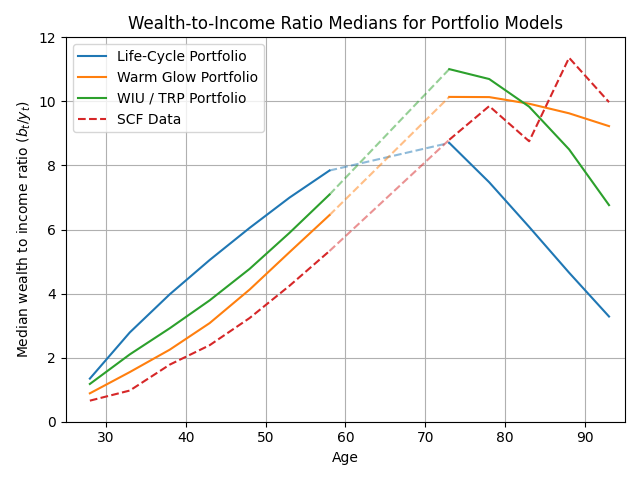 Wealth-to-Income Ratio Medians for Portfolio Models
Life-Cycle Portfolio
Warm Glow Portfolio
WIU / TRP Portfolio
SCF Data
Median wealth to income ratio (b_t/y_t)
12
10
8
6
4
2
0
30
40
50
60
70
80
90
Age